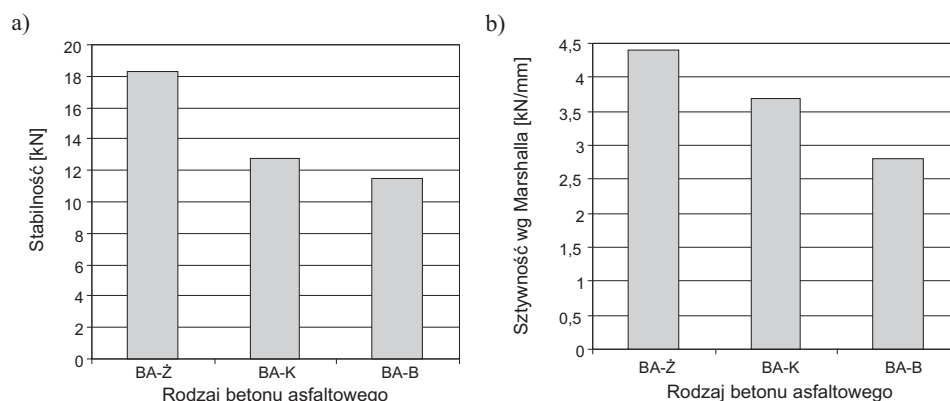 a)
Stabilność [kN]
20
18
16
14
12
10
8
6
4
2
0
BA-Ż BA-K BA-B
Rodzaj betonu asfaltowego
b)
Sztywność wg Marshalla [kN/mm]
4,5
4
3,5
3
2,5
2
1,5
1
0,5
0
BA-Ż BA-K BA-B
Rodzaj betonu asfaltowego